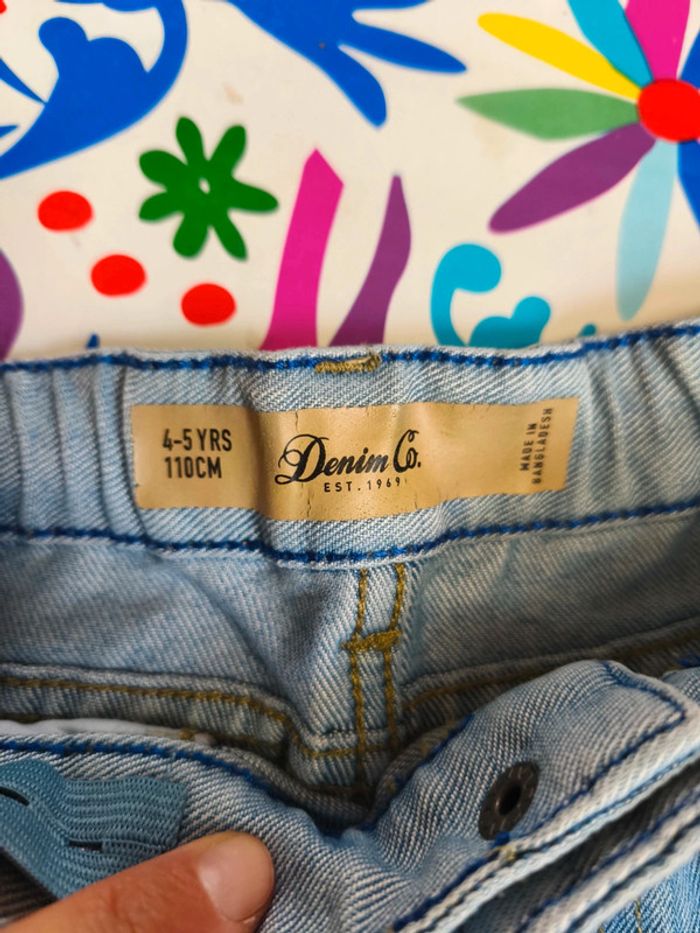 4-5 YRS
110CM
Denim Co.
EST. 1969
MADE IN
BANGLADESH